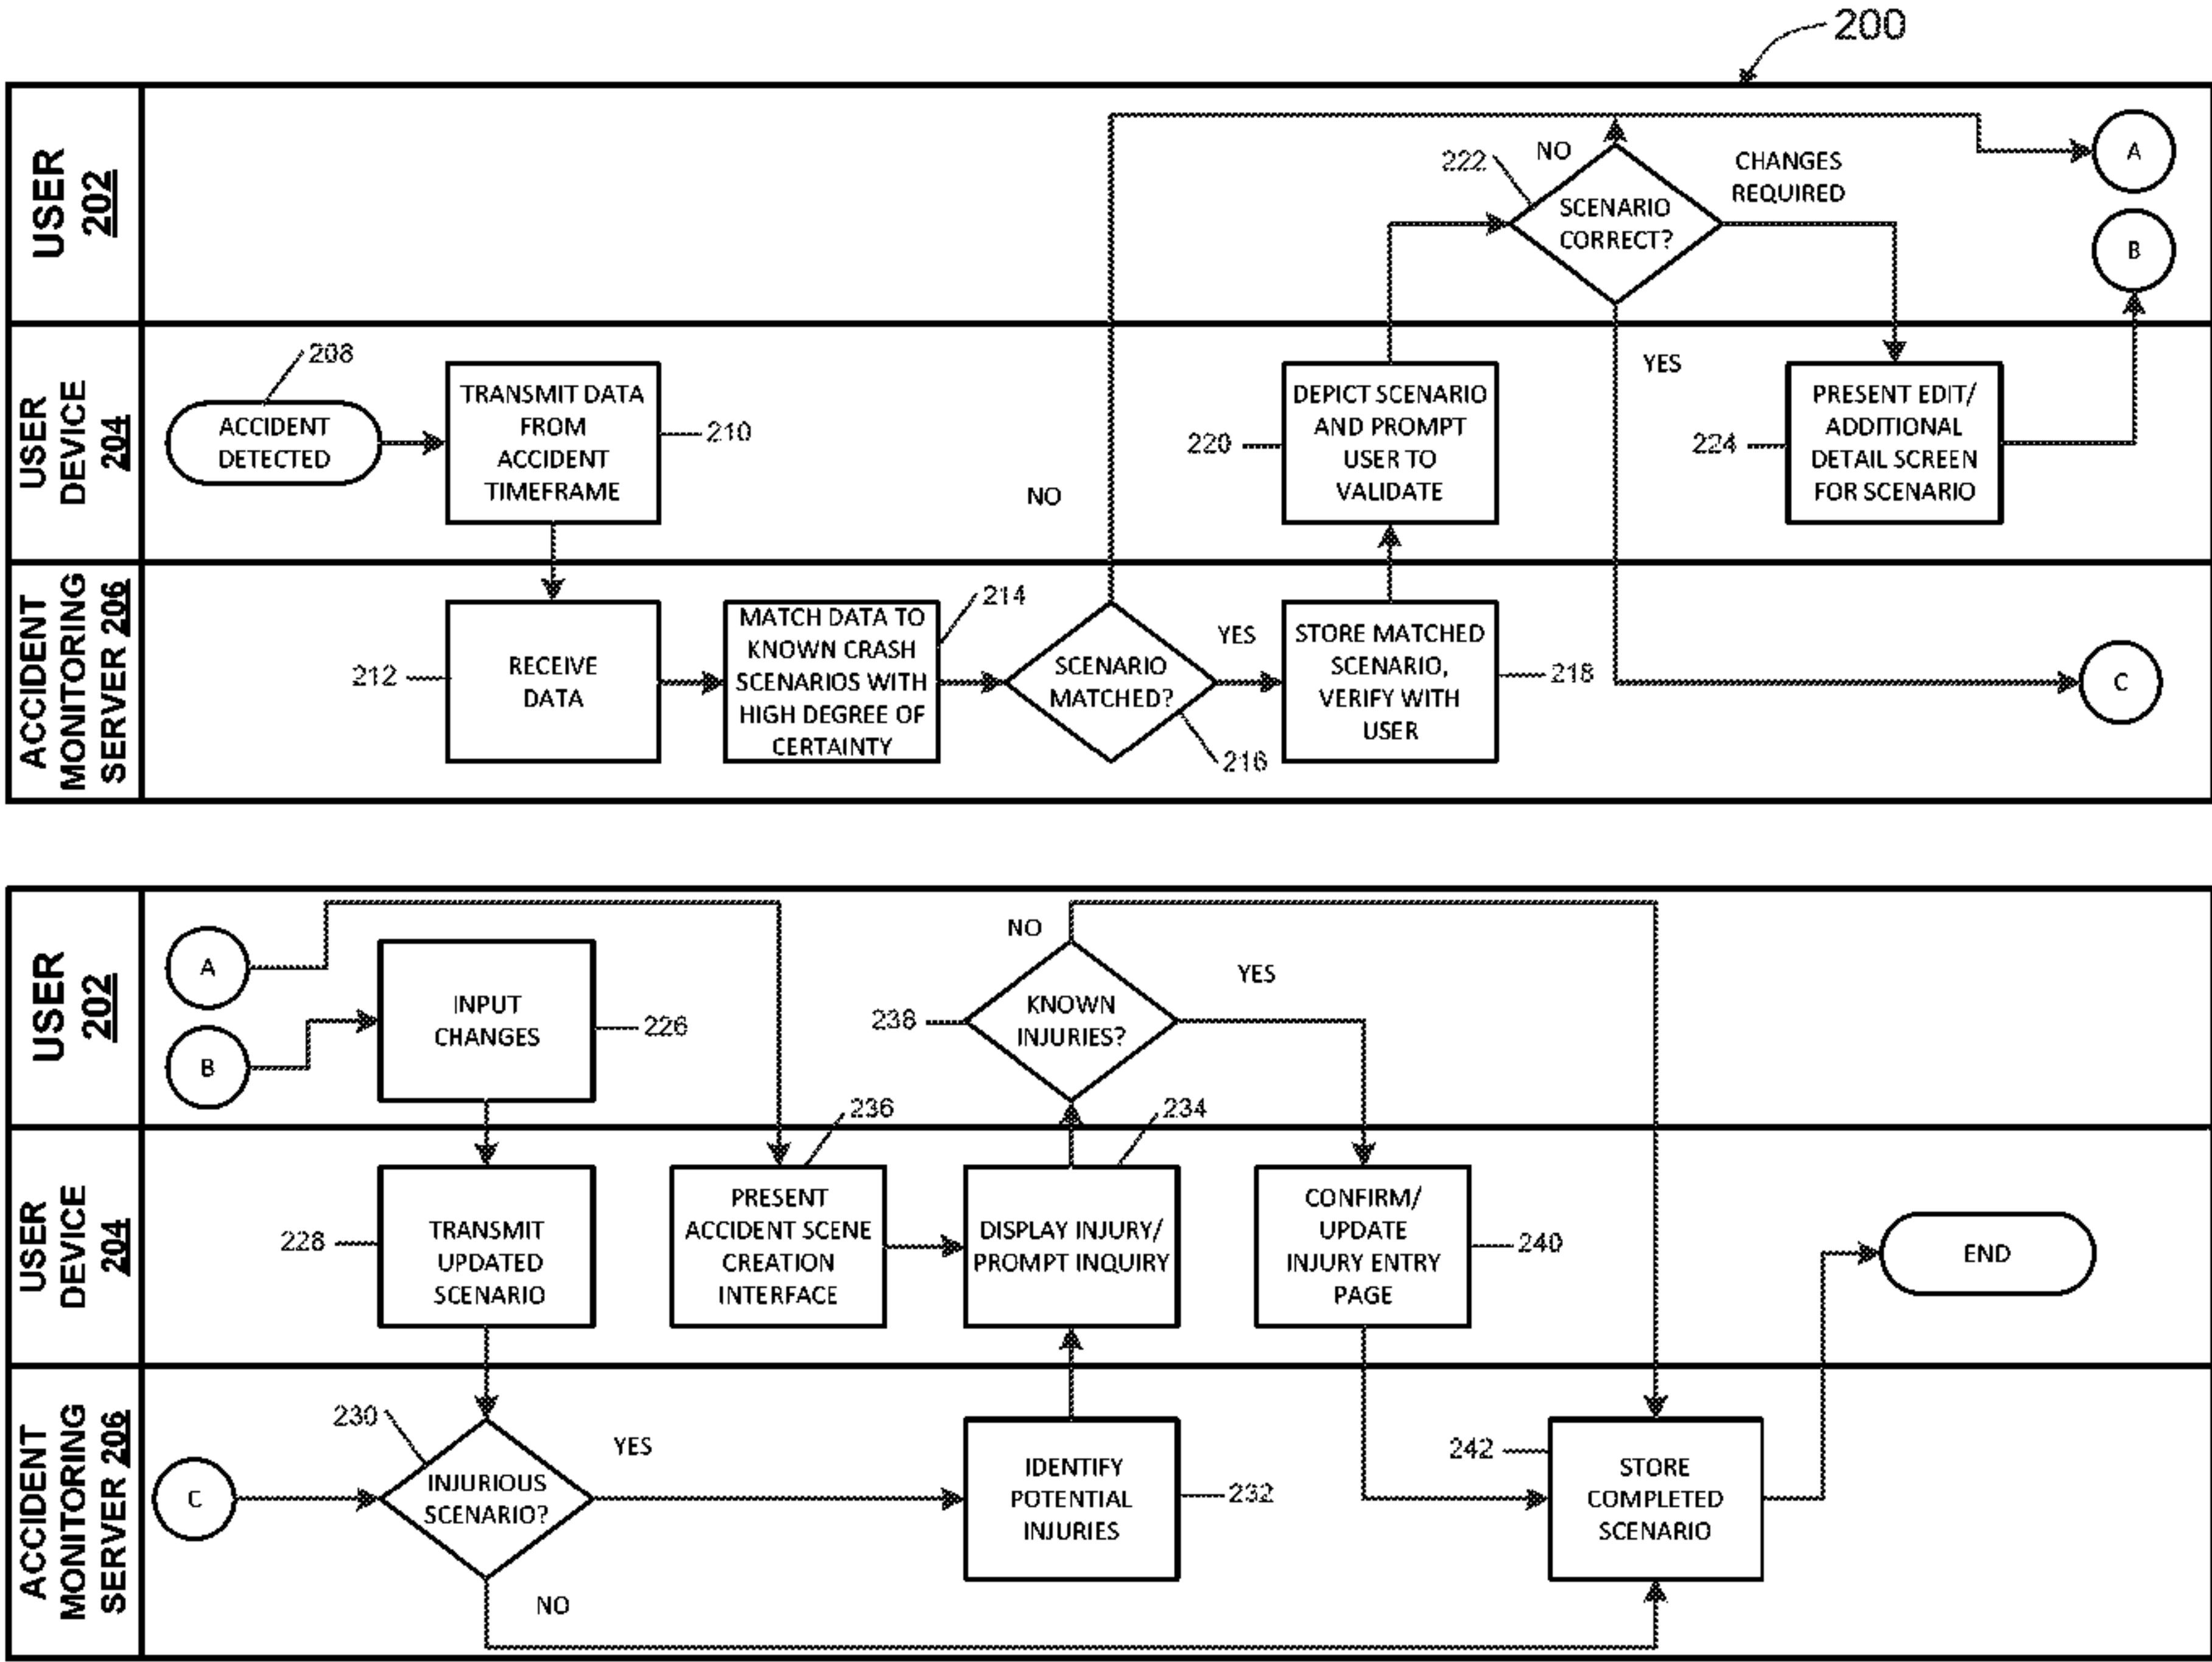 200
USER
202
A
B
222
NO
CHANGES
REQUIRED
SCENARIO
CORRECT?
USER
DEVICE
204
208
ACCIDENT
DETECTED
TRANSMIT DATA
FROM
ACCIDENT
TIMEFRAME
210
NO
220
DEPICT SCENARIO
AND PROMPT
USER TO
VALIDATE
YES
224
PRESENT EDIT/
ADDITIONAL
DETAIL SCREEN
FOR SCENARIO
ACCIDENT
MONITORING
SERVER 206
212
RECEIVE
DATA
214
MATCH DATA TO
KNOWN CRASH
SCENARIOS WITH
HIGH DEGREE OF
CERTAINTY
SCENARIO
MATCHED?
216
YES
STORE MATCHED
SCENARIO,
VERIFY WITH
USER
218
C
USER
202
A
B
INPUT
CHANGES
226
NO
238
KNOWN
INJURIES?
YES
USER
DEVICE
204
228
TRANSMIT
UPDATED
SCENARIO
236
PRESENT
ACCIDENT SCENE
CREATION
INTERFACE
234
DISPLAY INJURY/
PROMPT INQUIRY
CONFIRM/
UPDATE
INJURY ENTRY
PAGE
240
END
ACCIDENT
MONITORING
SERVER 206
C
230
INJURIOUS
SCENARIO?
YES
NO
IDENTIFY
POTENTIAL
INJURIES
232
242
STORE
COMPLETED
SCENARIO